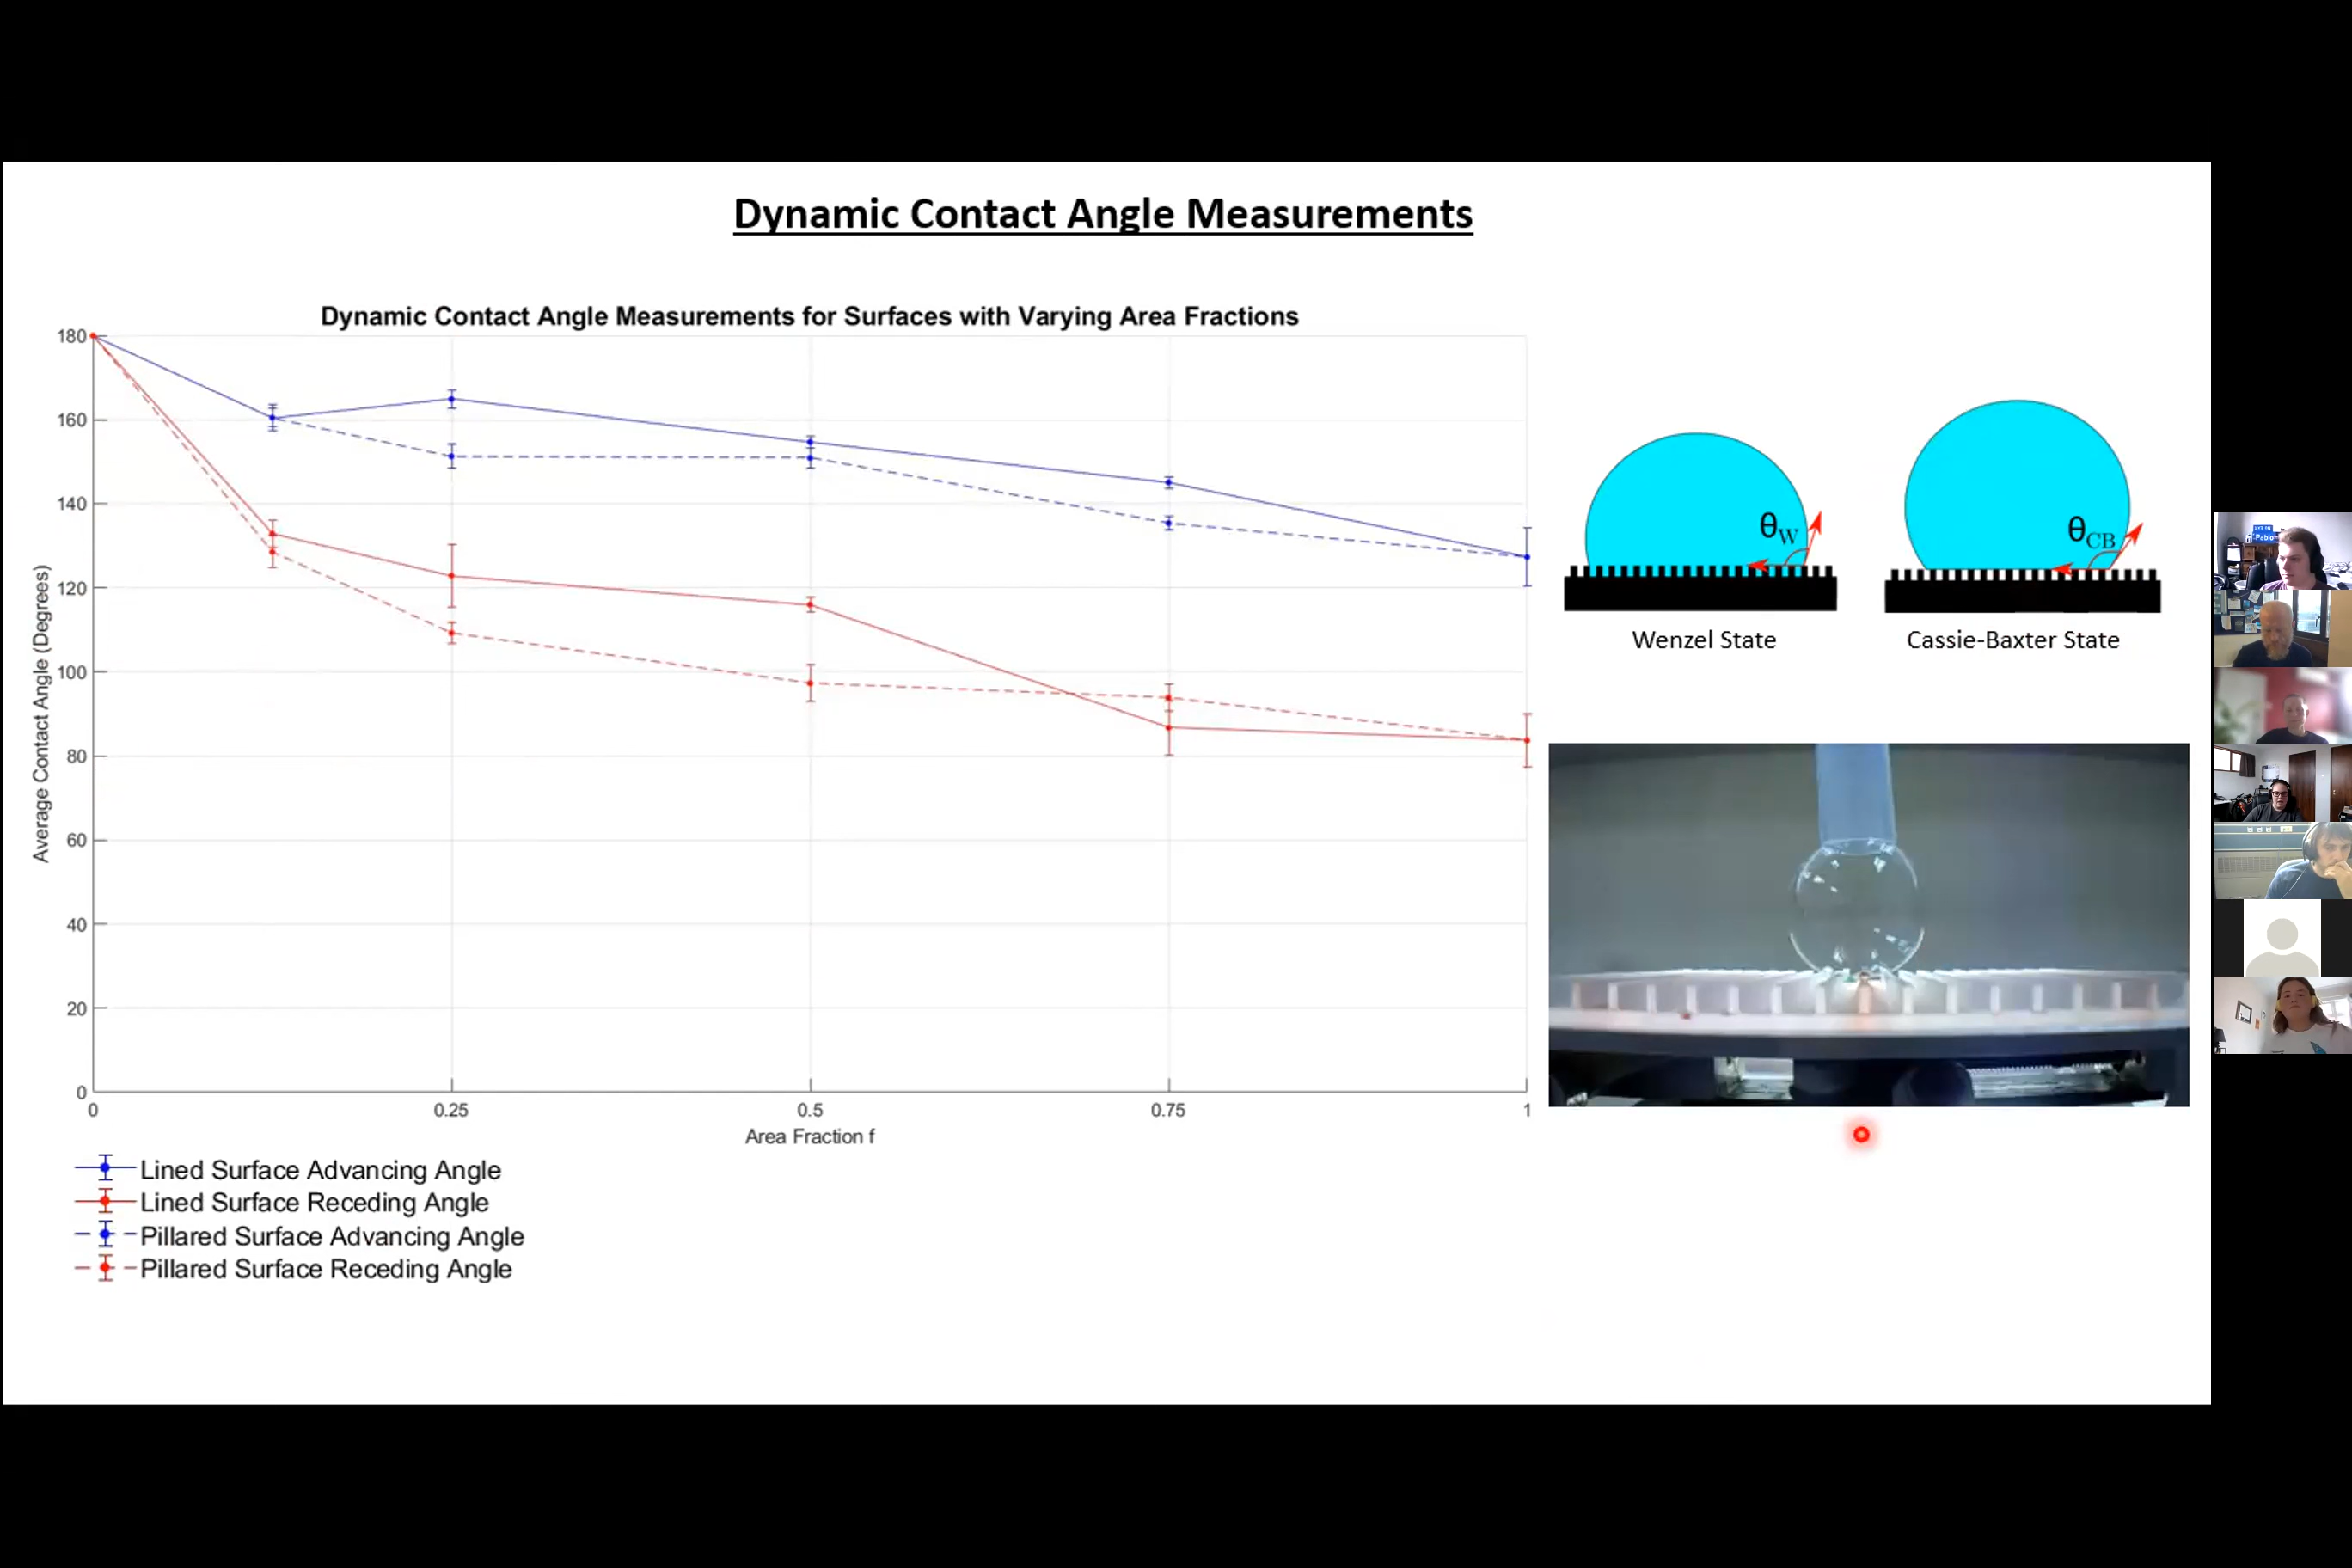 Dynamic Contact Angle Measurements
Dynamic Contact Angle Measurements for Surfaces with Varying Area Fractions
180
160
140
120
100
80
60
40
20
0
Average Contact Angle (Degrees)
0
0.25
0.5
0.75
1
Area Fraction f
Lined Surface Advancing Angle
Lined Surface Receding Angle
Pillared Surface Advancing Angle
Pillared Surface Receding Angle
θW
θCB
Wenzel State
Cassie-Baxter State
Pablo